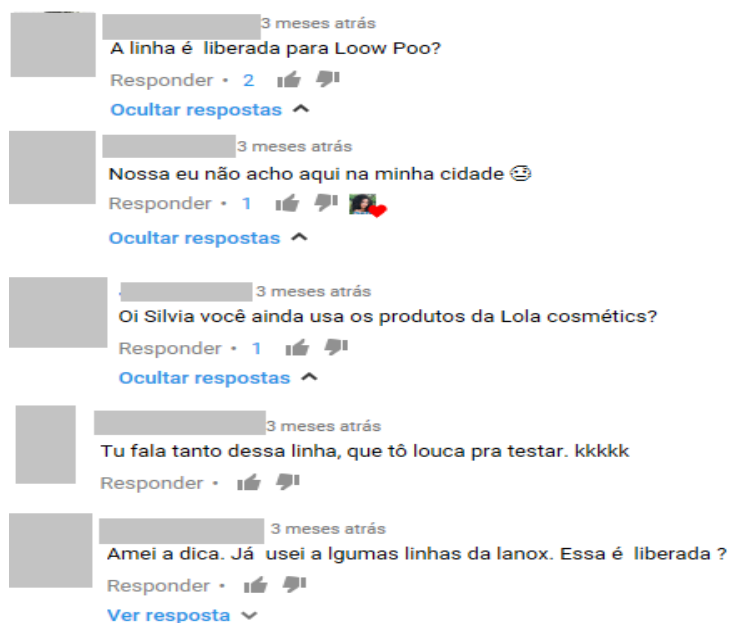 3 meses atrás
A linha é liberada para Loow Poo?
Responder • 2
Ocultar respostas
3 meses atrás
Nossa eu não acho aqui na minha cidade 😓
Responder • 1
Ocultar respostas
3 meses atrás
Oi Silvia você ainda usa os produtos da Lola cosmétics?
Responder • 1
Ocultar respostas
3 meses atrás
Tu fala tanto dessa linha, que tô louca pra testar. kkkkk
Responder •
3 meses atrás
Amei a dica. Já usei a lgumas linhas da lanox. Essa é liberada ?
Responder •
Ver resposta